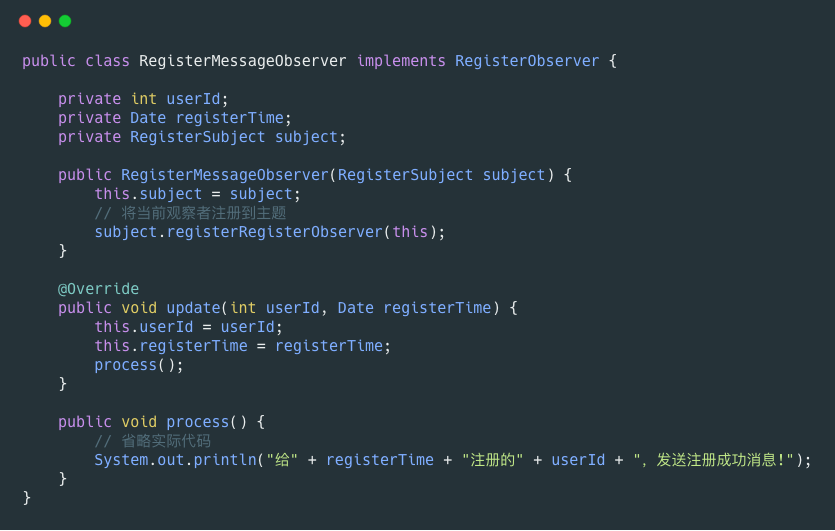 public class RegisterMessageObserver implements RegisterObserver {
    private int userId;
    private Date registerTime;
    private RegisterSubject subject;
    public RegisterMessageObserver(RegisterSubject subject) {
        this.subject = subject;
        // 将当前观察者注册到主题
        subject.registerRegisterObserver(this);
    }
    @Override
    public void update(int userId, Date registerTime) {
        this.userId = userId;
        this.registerTime = registerTime;
        process();
    }
    public void process() {
        // 省略实际代码
        System.out.println("给" + registerTime + "注册的" + userId + ", 发送注册成功消息!");
    }
}